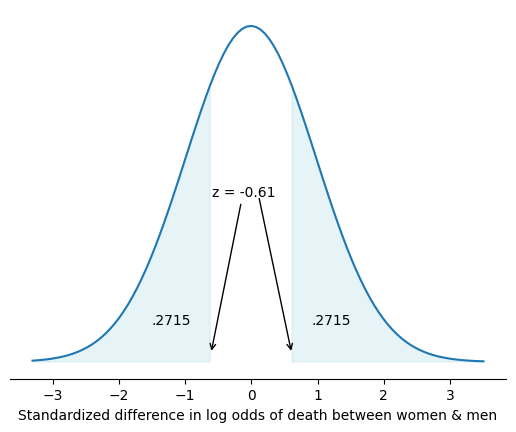 z = -0.61
.2715 .2715
−3 −2 −1 0 1 2 3
Standardized difference in log odds of death between women & men